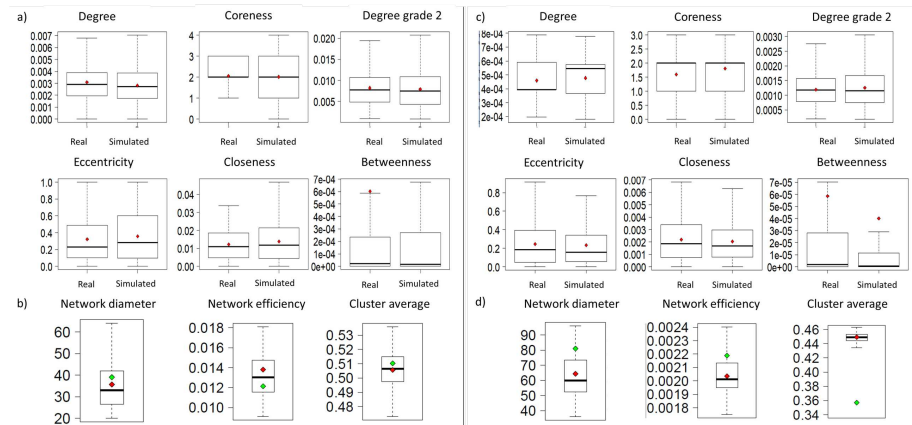 a)
Degree
Coreness
Degree grade 2
0.007
0.006
0.005
0.004
0.003
0.002
0.001
0.000
4
3
2
1
0
0.020
0.015
0.010
0.005
Real Simulated
Real Simulated
Real Simulated
Eccentricity
Closeness
Betweenness
1.0
0.8
0.6
0.4
0.2
0.0
0.04
0.03
0.02
0.01
0.00
7e-04
6e-04
5e-04
4e-04
3e-04
2e-04
1e-04
0e+00
Real Simulated
Real Simulated
Real Simulated
b)
Network diameter
Network efficiency
Cluster average
60
50
40
30
20
0.018
0.016
0.014
0.012
0.010
0.53
0.52
0.51
0.50
0.49
0.48
c)
Degree
Coreness
Degree grade 2
8e-04
7e-04
6e-04
5e-04
4e-04
3e-04
2e-04
3.0
2.5
2.0
1.5
1.0
0.5
0.0
0.0030
0.0025
0.0020
0.0015
0.0010
0.0005
Real Simulated
Real Simulated
Real Simulated
Eccentricity
Closeness
Betweenness
0.8
0.6
0.4
0.2
0.0
0.007
0.006
0.005
0.004
0.003
0.002
0.001
0.000
7e-05
6e-05
5e-05
4e-05
3e-05
2e-05
1e-05
0e+00
Real Simulated
Real Simulated
Real Simulated
d)
Network diameter
Network efficiency
Cluster average
90
80
70
60
50
40
0.0024
0.0023
0.0022
0.0021
0.0020
0.0019
0.0018
0.46
0.44
0.42
0.40
0.38
0.36
0.34